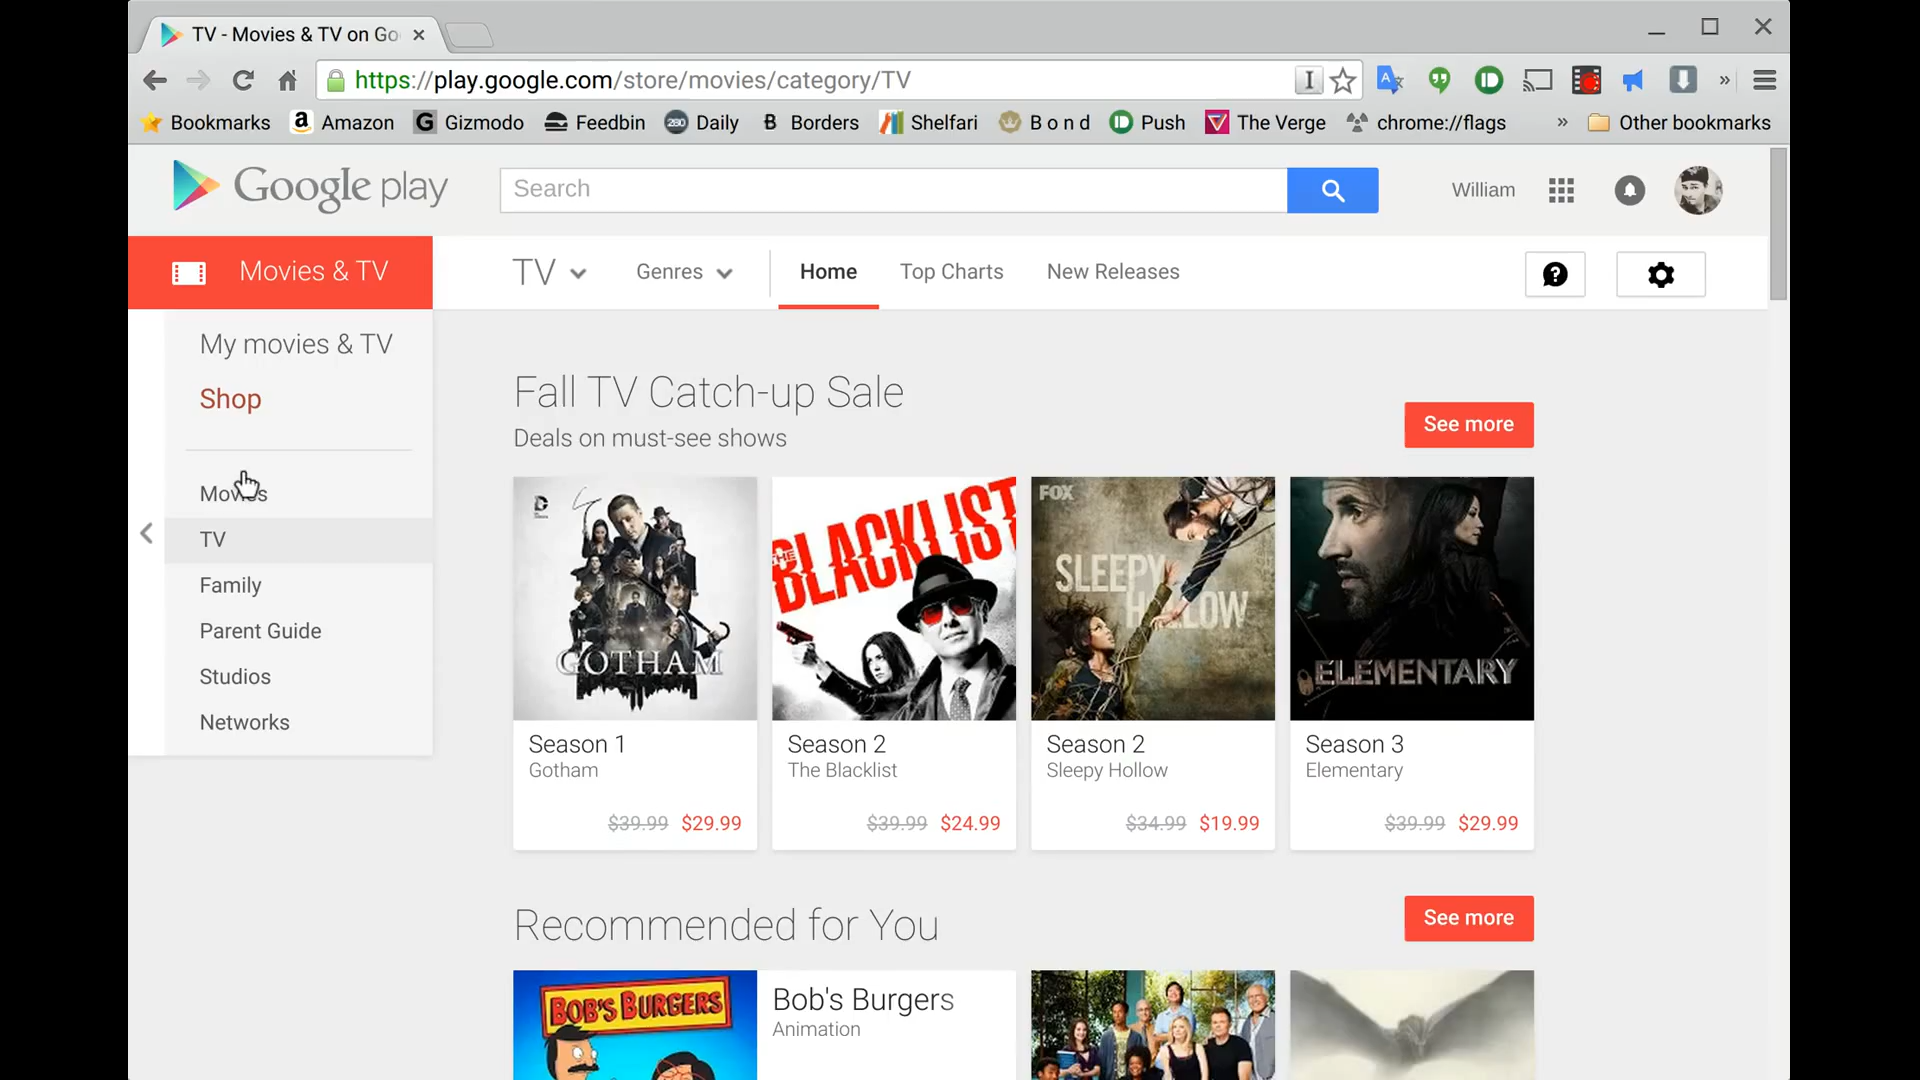 TV - Movies & TV on Go
https://play.google.com/store/movies/category/TV
Bookmarks Amazon Gizmodo Feedbin Daily Borders Shelfari B o n d Push The Verge chrome://flags » Other bookmarks
Google play Search William
Movies & TV TV Genres Home Top Charts New Releases
My movies & TV
Shop
Movies
TV
Family
Parent Guide
Studios
Networks
Fall TV Catch-up Sale
Deals on must-see shows
See more
GOTHAM
THE BLACKLIST
FOX
SLEEPY HOLLOW
ELEMENTARY
Season 1
Gotham
$39.99 $29.99
Season 2
The Blacklist
$39.99 $24.99
Season 2
Sleepy Hollow
$34.99 $19.99
Season 3
Elementary
$39.99 $29.99
Recommended for You
See more
BOB'S BURGERS
Bob's Burgers
Animation